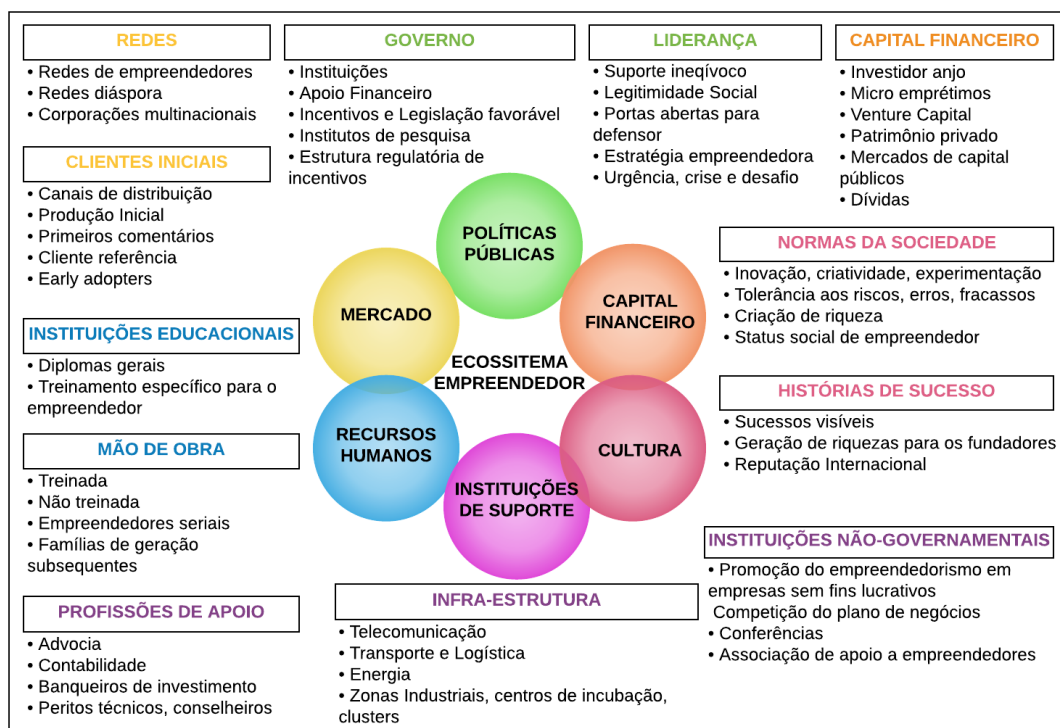 REDES
• Redes de empreendedores
• Redes diáspora
• Corporações multinacionais
GOVERNO
• Instituições
• Apoio Financeiro
• Incentivos e Legislação favorável
• Institutos de pesquisa
• Estrutura regulatória de
incentivos
LIDERANÇA
• Suporte ineqívoco
• Legitimidade Social
• Portas abertas para
defensor
• Estratégia empreendedora
• Urgência, crise e desafio
CAPITAL FINANCEIRO
• Investidor anjo
• Micro emprétimos
• Venture Capital
• Patrimônio privado
• Mercados de capital
públicos
• Dívidas
CLIENTES INICIAIS
• Canais de distribuição
• Produção Inicial
• Primeiros comentários
• Cliente referência
• Early adopters
POLÍTICAS
PÚBLICAS
MERCADO
CAPITAL
FINANCEIRO
ECOSSITEMA
EMPREENDEDOR
RECURSOS
HUMANOS
CULTURA
INSTITUIÇÕES
DE SUPORTE
NORMAS DA SOCIEDADE
• Inovação, criatividade, experimentação
• Tolerância aos riscos, erros, fracassos
• Criação de riqueza
• Status social de empreendedor
INSTITUIÇÕES EDUCACIONAIS
• Diplomas gerais
• Treinamento específico para o
empreendedor
HISTÓRIAS DE SUCESSO
• Sucessos visíveis
• Geração de riquezas para os fundadores
• Reputação Internacional
MÃO DE OBRA
• Treinada
• Não treinada
• Empreendedores seriais
• Famílias de geração
subsequentes
INSTITUIÇÕES NÃO-GOVERNAMENTAIS
• Promoção do empreendedorismo em
empresas sem fins lucrativos
Competição do plano de negócios
• Conferências
• Associação de apoio a empreendedores
PROFISSÕES DE APOIO
• Advocia
• Contabilidade
• Banqueiros de investimento
• Peritos técnicos, conselheiros
INFRA-ESTRUTURA
• Telecomunicação
• Transporte e Logística
• Energia
• Zonas Industriais, centros de incubação,
clusters